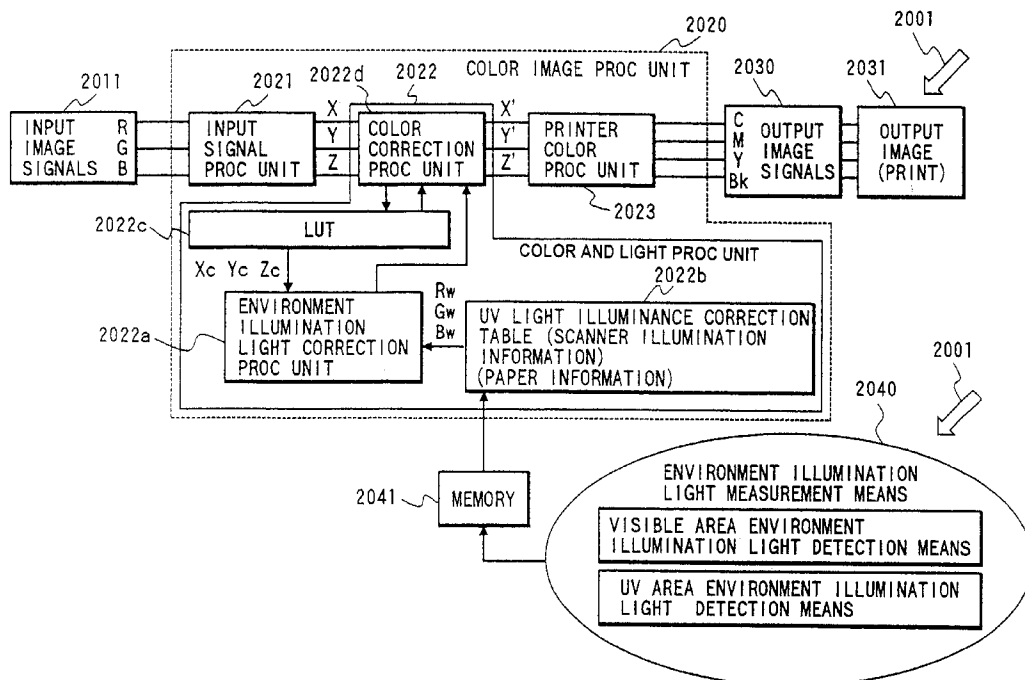 2020
2001
2011
2021
2022d
2022
COLOR IMAGE PROC UNIT
2030
2031
INPUT
IMAGE
SIGNALS
R
G
B
INPUT
SIGNAL
PROC UNIT
X
Y
Z
COLOR
CORRECTION
PROC UNIT
X'
Y'
Z'
PRINTER
COLOR
PROC UNIT
2023
C
M
Y
Bk
OUTPUT
IMAGE
SIGNALS
OUTPUT
IMAGE
(PRINT)
2022c
LUT
COLOR AND LIGHT PROC UNIT
Xc Yc Zc
2022b
2022a
ENVIRONMENT
ILLUMINATION
LIGHT CORRECTION
PROC UNIT
Rw
Gw
Bw
UV LIGHT ILLUMINANCE CORRECTION
TABLE (SCANNER ILLUMINATION
INFORMATION)
(PAPER INFORMATION)
2001
2040
2041
MEMORY
ENVIRONMENT ILLUMINATION
LIGHT MEASUREMENT MEANS
VISIBLE AREA ENVIRONMENT
ILLUMINATION LIGHT DETECTION MEANS
UV AREA ENVIRONMENT ILLUMINATION
LIGHT DETECTION MEANS